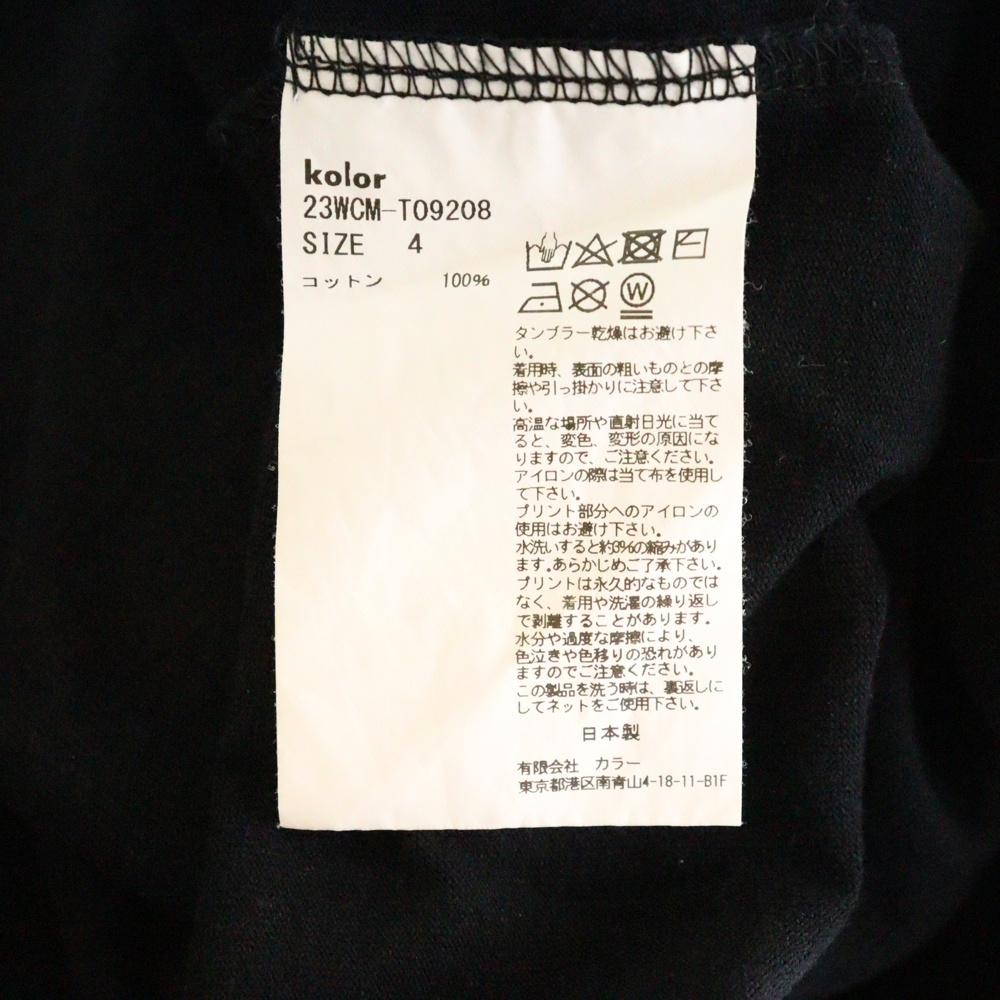 kolor
23WCM-T09208
SIZE 4
コットン 100%
W
タンブラー乾燥はお避け下さ
い。
着用時、表面の粗いものとの摩
擦や引っ掛かりに注意して下さ
い。
高温な場所や直射日光に当て
ると、変色、変形の原因にな
りますので、ご注意ください。
アイロンの際は当て布を使用し
て下さい。
プリント部分へのアイロンの
使用はお避け下さい。
水洗いすると約3%の縮みがあり
ます。あらかじめご了承下さい。
プリントは永久的なものでは
なく、着用や洗濯の繰り返し
で剥離することがあります。
水分や過度な摩擦により、
色泣きや色移りの恐れがあり
ますのでご注意ください。
この製品を洗う時は、裏返しに
してネットをご使用下さい。
日本製
有限会社 カラー
東京都港区南青山4-18-11-B1F